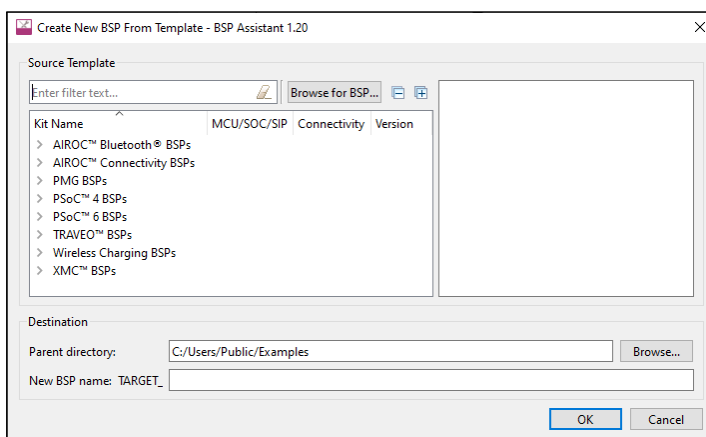 Create New BSP From Template - BSP Assistant 1.20
Source Template
Enter filter text...
Browse for BSP...
Kit Name MCU/SOC/SIP Connectivity Version
AIROC™ Bluetooth® BSPs
AIROC™ Connectivity BSPs
PMG BSPs
PSoC™ 4 BSPs
PSoC™ 6 BSPs
TRAVEO™ BSPs
Wireless Charging BSPs
XMC™ BSPs
Destination
Parent directory: C:/Users/Public/Examples Browse...
New BSP name: TARGET_
OK Cancel